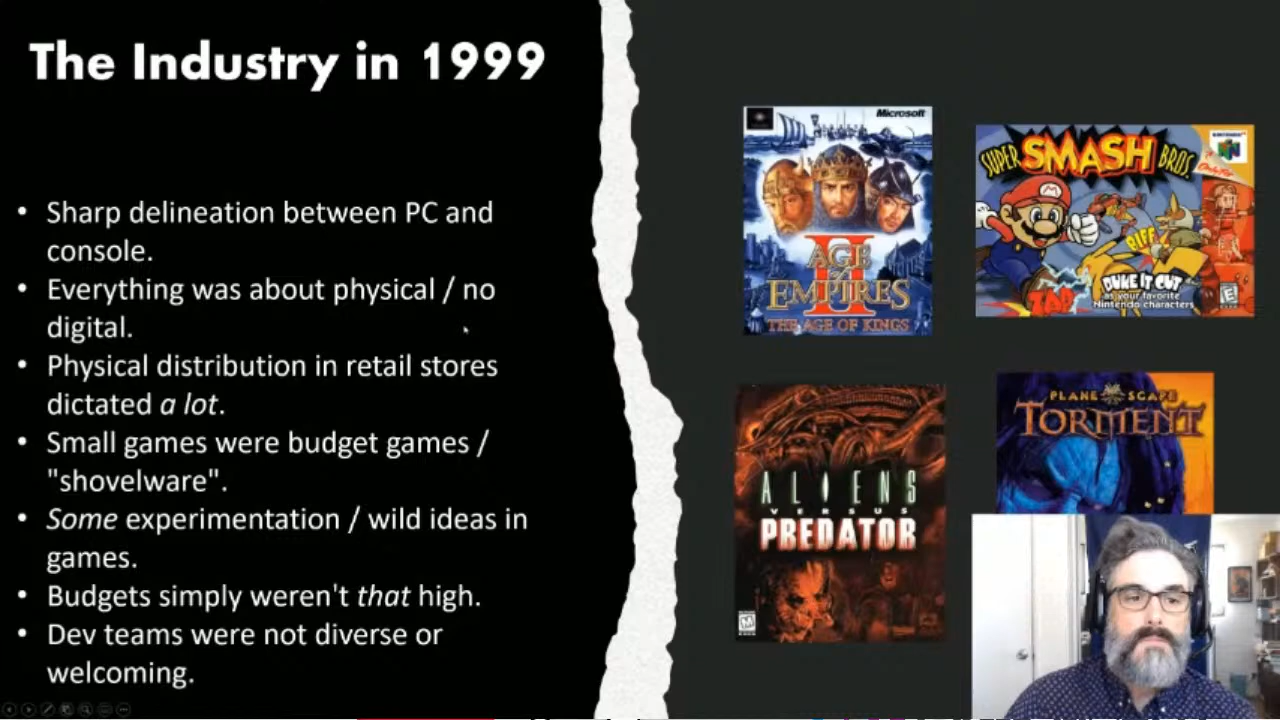 The Industry in 1999
• Sharp delineation between PC and
console.
• Everything was about physical / no
digital.
• Physical distribution in retail stores
dictated a lot.
• Small games were budget games /
"shovelware".
• Some experimentation / wild ideas in
games.
• Budgets simply weren't that high.
• Dev teams were not diverse or
welcoming.
Microsoft
AGE
of
EMPIRES
II
THE AGE OF KINGS
SUPER SMASH BROS.
BIFF
ZAP
DUKE IT OUT
as your favorite
Nintendo characters
E
ALIENS
VERSUS
PREDATOR
M
PLANESCAPE
TORMENT